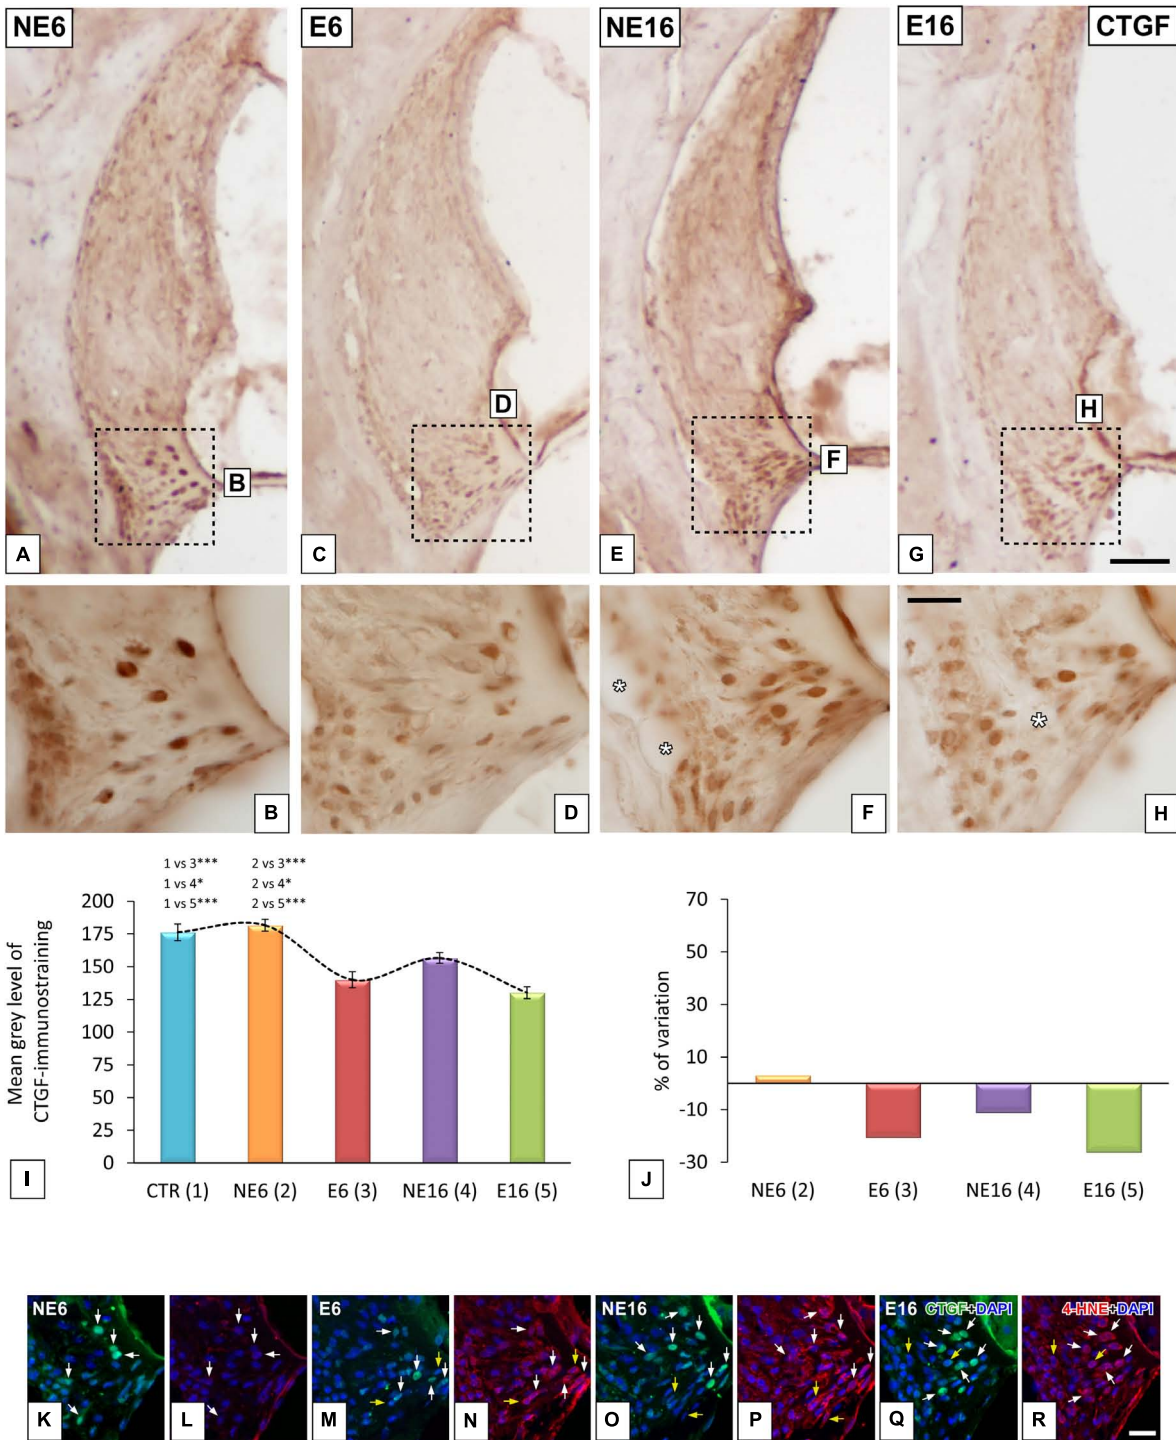 NE6
E6
NE16
E16
CTGF
D
H
F
B
A
C
E
G
*
*
*
B
D
F
H
1 vs 3***
2 vs 3***
1 vs 4*
2 vs 4*
1 vs 5***
2 vs 5***
Mean grey level of
CTGF-immunostraining
200
175
150
125
100
75
50
25
0
CTR (1)
NE6 (2)
E6 (3)
NE16 (4)
E16 (5)
I
% of variation
70
50
30
10
-10
-30
NE6 (2)
E6 (3)
NE16 (4)
E16 (5)
J
NE6
E6
NE16
E16
CTGF+DAPI
4-HNE+DAPI
K
L
M
N
O
P
Q
R